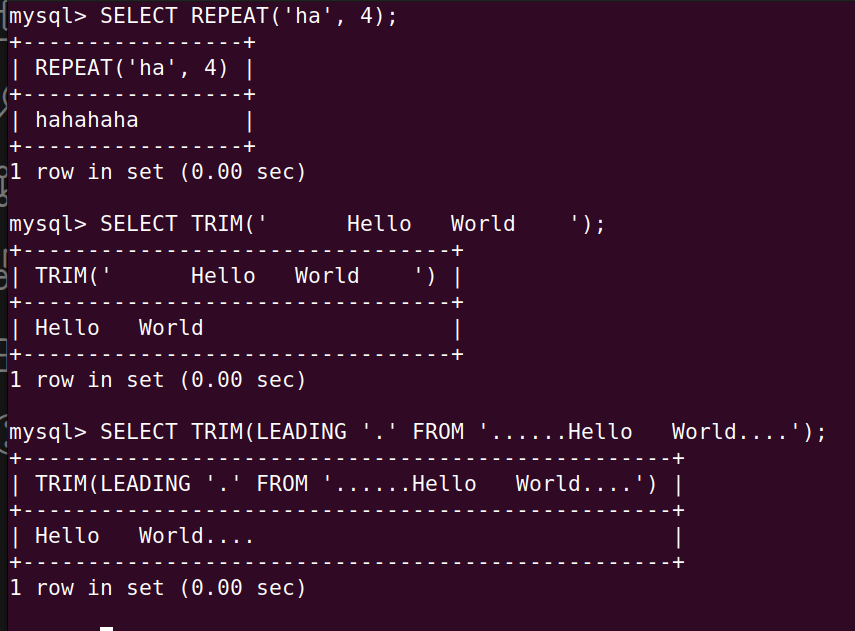 mysql> SELECT REPEAT('ha', 4);
+-----------------+
| REPEAT('ha', 4) |
+-----------------+
| hahahaha        |
+-----------------+
1 row in set (0.00 sec)
mysql> SELECT TRIM('      Hello   World    ');
+---------------------------------+
| TRIM('      Hello   World    ') |
+---------------------------------+
| Hello   World                   |
+---------------------------------+
1 row in set (0.00 sec)
mysql> SELECT TRIM(LEADING '.' FROM '......Hello   World....');
+--------------------------------------------------+
| TRIM(LEADING '.' FROM '......Hello   World....') |
+--------------------------------------------------+
| Hello   World....                                |
+--------------------------------------------------+
1 row in set (0.00 sec)